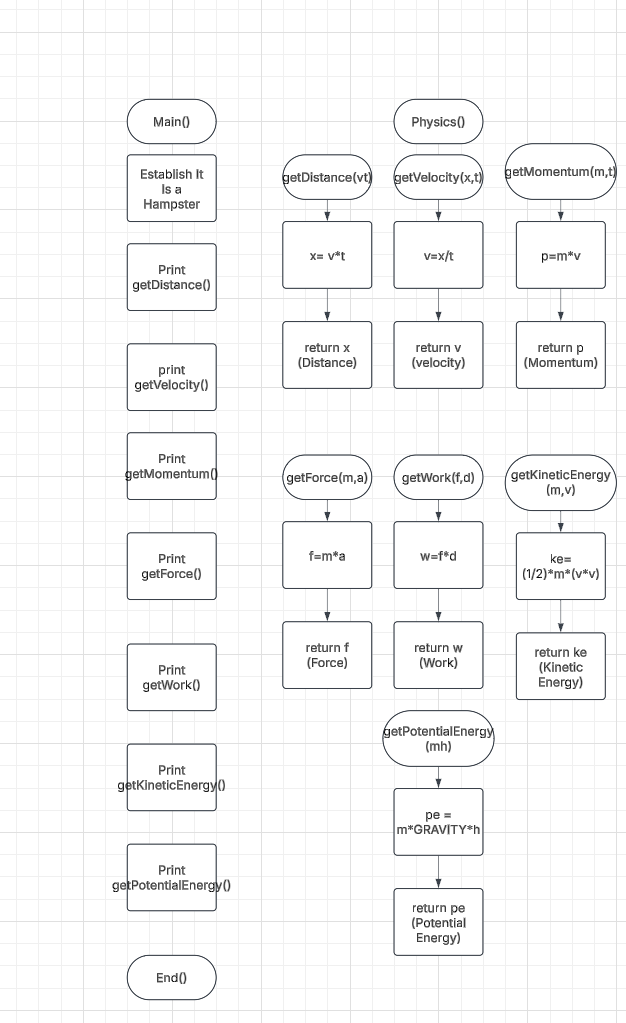 Main()
Establish It
Is a
Hampster
Print
getDistance()
print
getVelocity()
Print
getMomentum()
Print
getForce()
Print
getWork()
Print
getKineticEnergy()
Print
getPotentialEnergy()
End()
Physics()
getDistance(vt)
x= v*t
return x
(Distance)
getVelocity(x,t)
v=x/t
return v
(velocity)
getMomentum(m,t)
p=m*v
return p
(Momentum)
getForce(m,a)
f=m*a
return f
(Force)
getWork(f,d)
w=f*d
return w
(Work)
getKineticEnergy
(m,v)
ke=
(1/2)*m*(v*v)
return ke
(Kinetic
Energy)
getPotentialEnergy
(mh)
pe =
m*GRAVITY*h
return pe
(Potential
Energy)